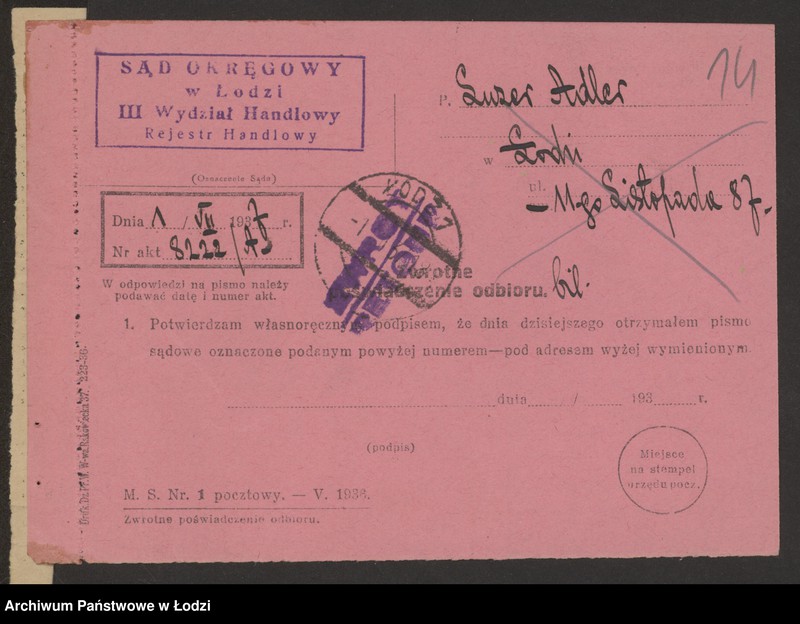 14
SĄD OKRĘGOWY
w Łodzi
III Wydział Handlowy
Rejestr Handlowy
(Oznaczenie Sądu)
P. Luzer Adler
w Łodzi
ul.
11-go Listopada 87.
Dnia 1 / VII 1937 r.
Nr akt 8222/A
W odpowiedzi na pismo należy
podawać datę i numer akt.
ZWROT
Zwrotne
poświadczenie odbioru.
1. Potwierdzam własnoręcznym podpisem, że dnia dzisiejszego otrzymałem pismo
sądowe oznaczone podanym powyżej numerem—pod adresem wyżej wymienionym.
dnia / 193 r.
(podpis)
Miejsce
na stempel
urzędu pocz.
M. S. Nr. 1 pocztowy. — V. 1936.
Zwrotne poświadczenie odbioru.
Archiwum Państwowe w Łodzi